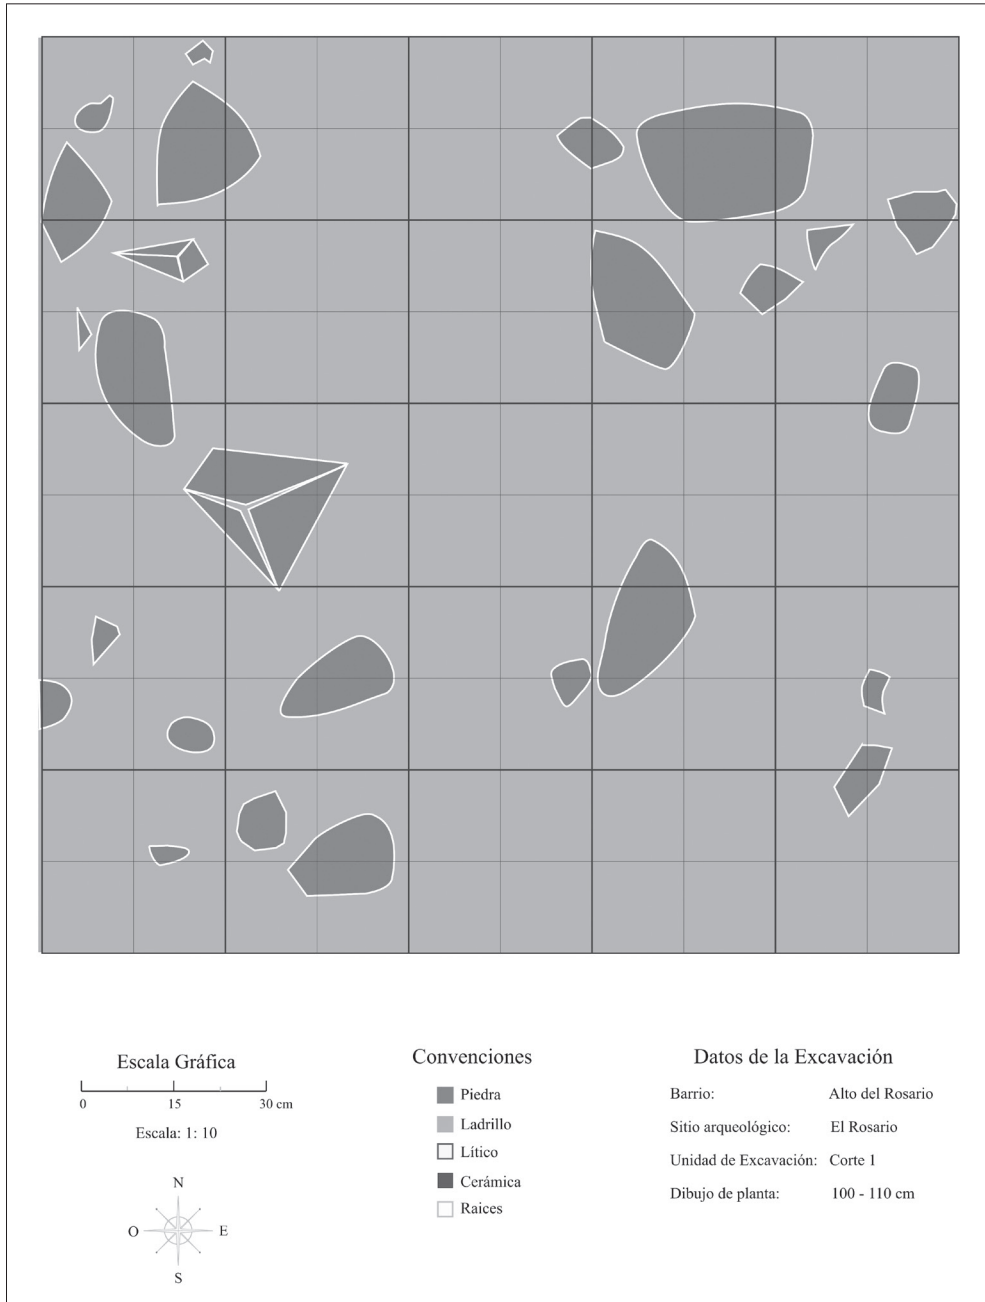 Escala Gráfica
0 15 30 cm
Escala: 1: 10
N
O E
S
Convenciones
Piedra
Ladrillo
Lítico
Cerámica
Raices
Datos de la Excavación
Barrio: Alto del Rosario
Sitio arqueológico: El Rosario
Unidad de Excavación: Corte 1
Dibujo de planta: 100 - 110 cm